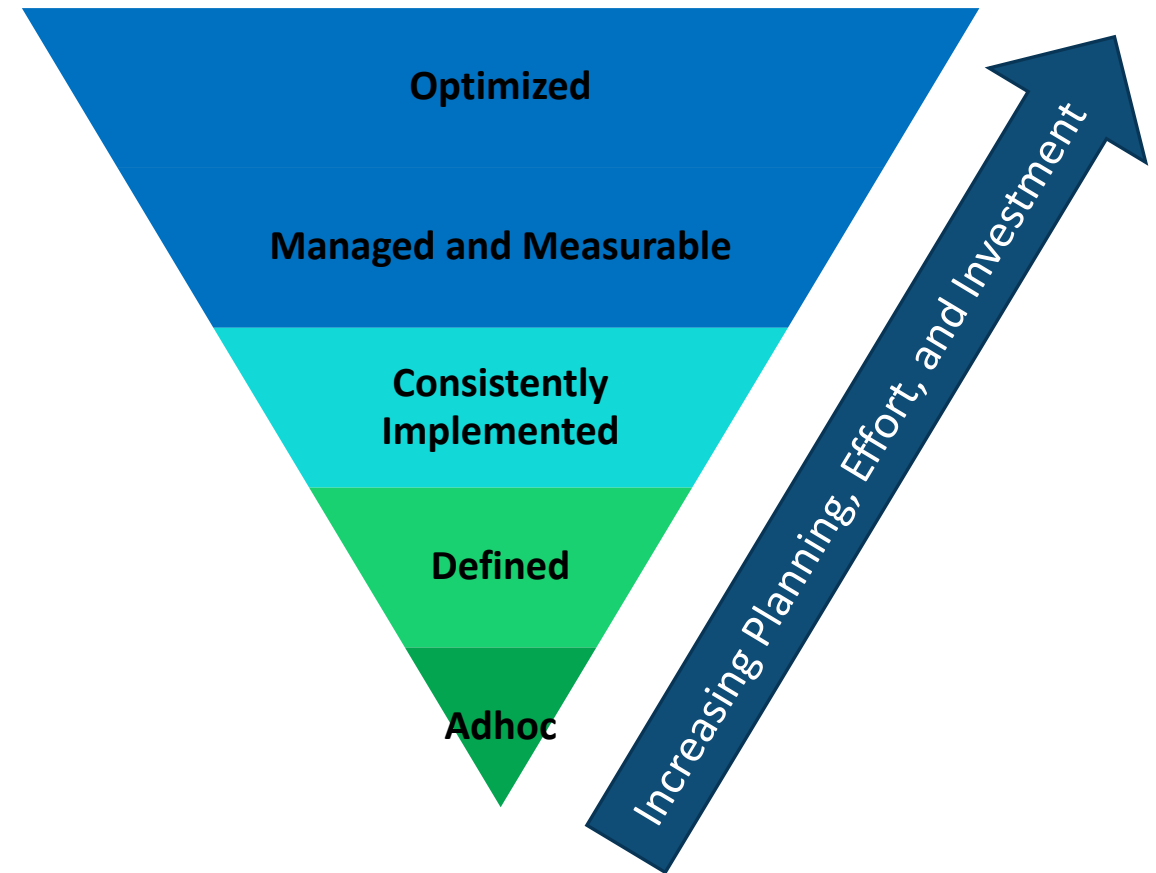 Optimized
Managed and Measurable
Consistently
Implemented
Defined
Adhoc
Increasing Planning, Effort, and Investment